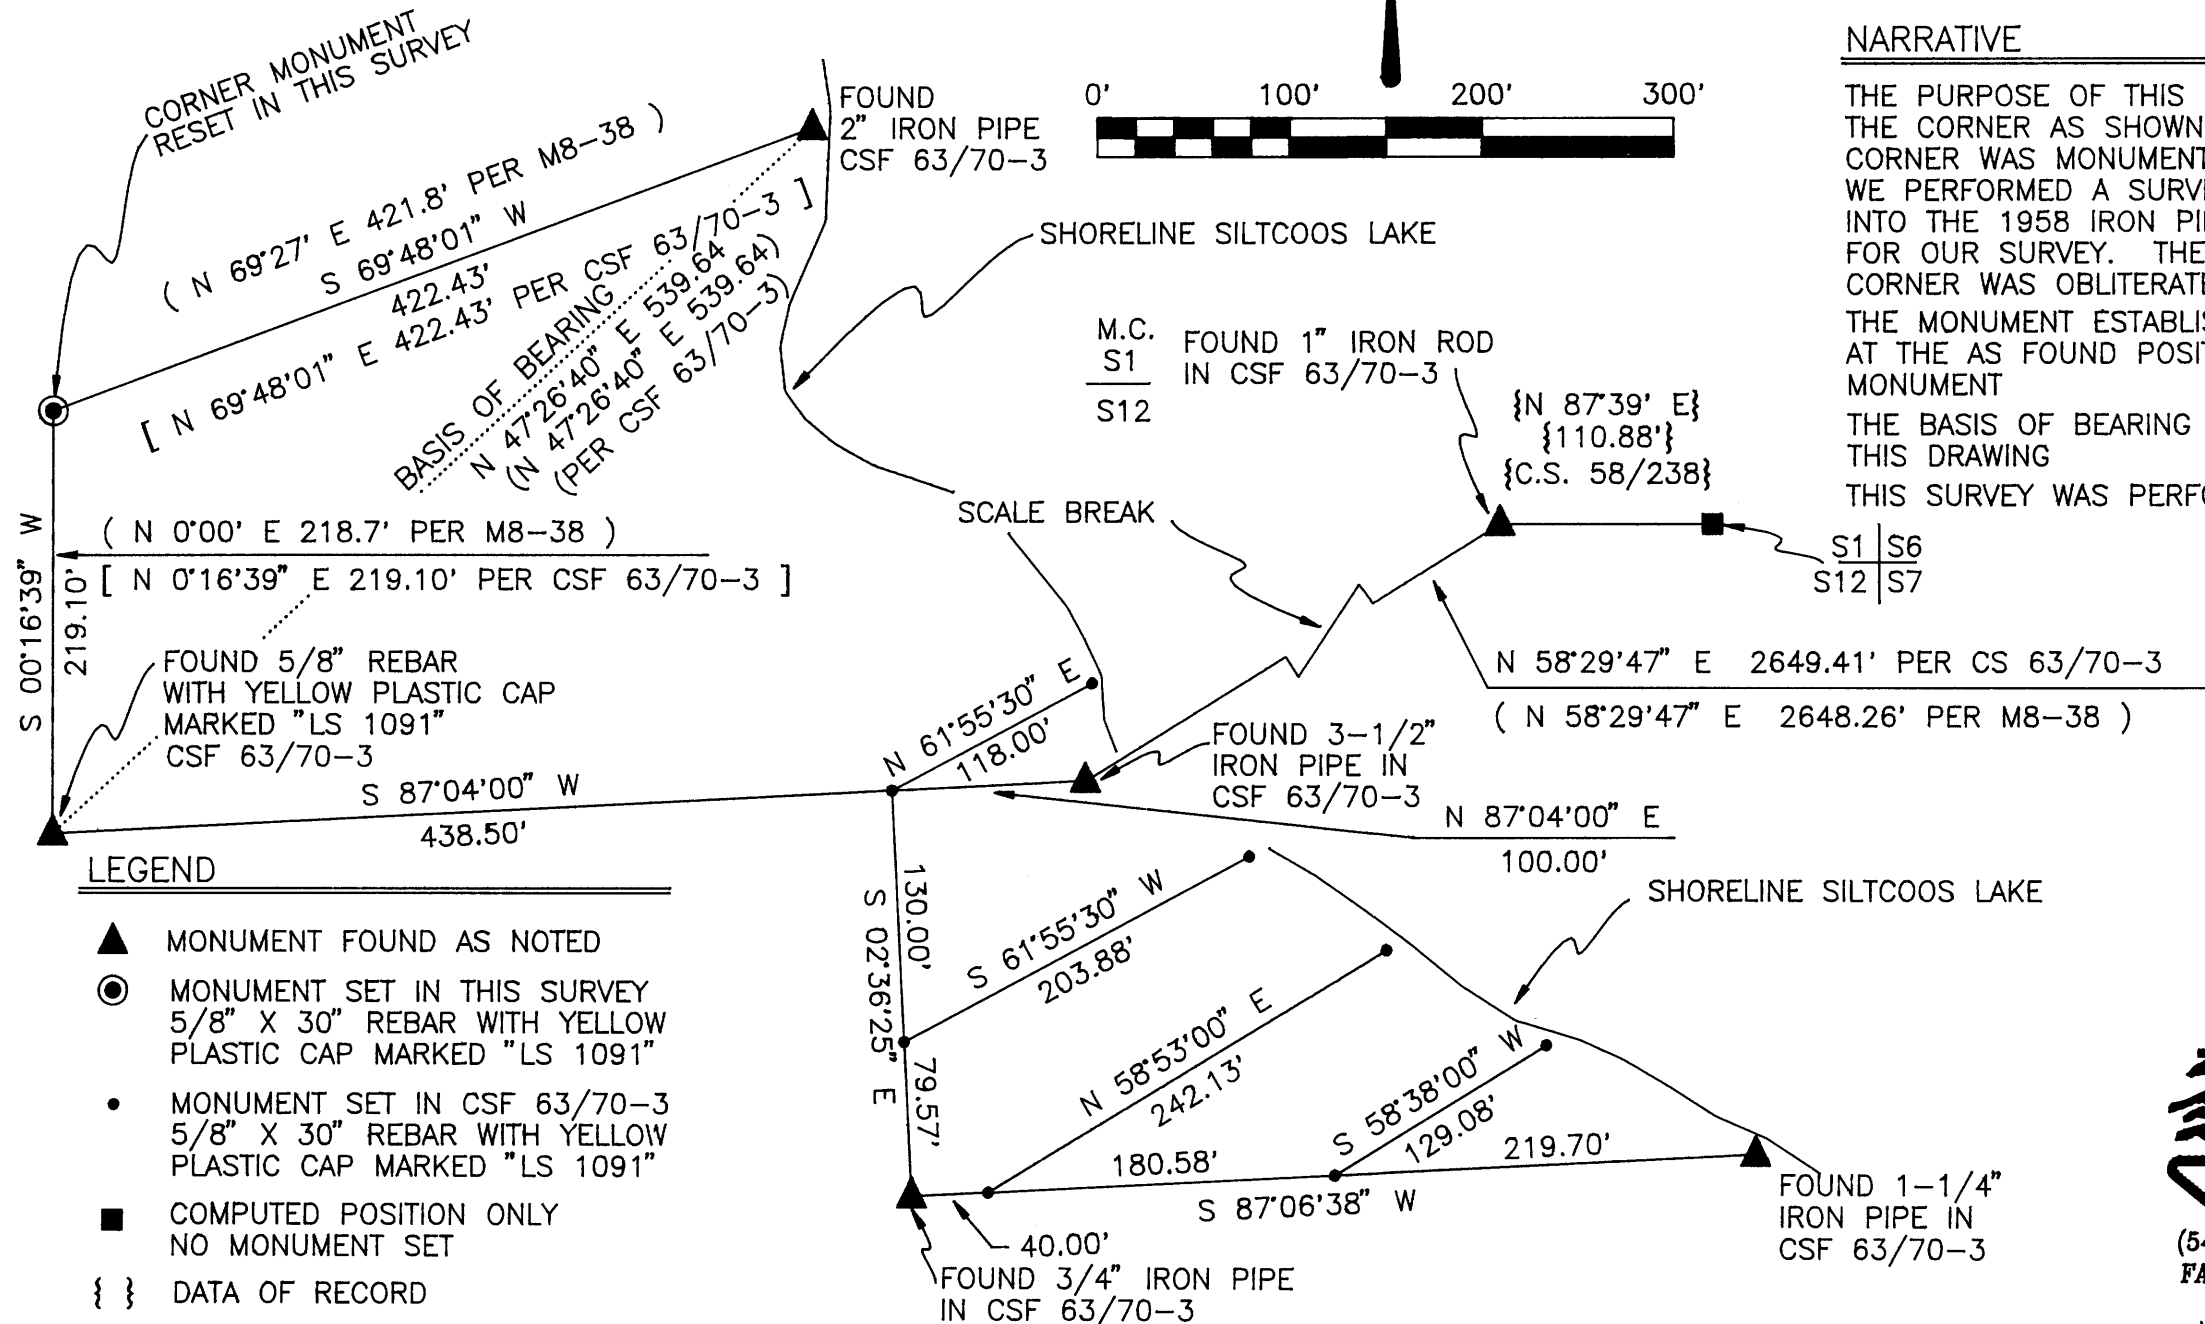 CORNER MONUMENT
RESET IN THIS SURVEY
( N 69°27' E 421.8' PER M8-38 )
S 69°48'01" W
422.43'
[ N 69°48'01" E 422.43' PER CSF 63/70-3 ]
BASIS OF BEARING
N 47°26'40" E 539.64
(N 47°26'40" E 539.64)
(PER CSF 63/70-3)
FOUND
2" IRON PIPE
CSF 63/70-3
0' 100' 200' 300'
SHORELINE SILTCOOS LAKE
M.C.
S1
S12
FOUND 1" IRON ROD
IN CSF 63/70-3
{N 87°39' E}
{110.88'}
{C.S. 58/238}
S1 S6
S12 S7
SCALE BREAK
NARRATIVE
THE PURPOSE OF THIS
THE CORNER AS SHOWN
CORNER WAS MONUMENT
WE PERFORMED A SURVE
INTO THE 1958 IRON PI
FOR OUR SURVEY. THE
CORNER WAS OBLITERATE
THE MONUMENT ESTABLIS
AT THE AS FOUND POSIT
MONUMENT
THE BASIS OF BEARING
THIS DRAWING
THIS SURVEY WAS PERFO
S 00°16'39" W
219.10'
( N 0°00' E 218.7' PER M8-38 )
[ N 0°16'39" E 219.10' PER CSF 63/70-3 ]
FOUND 5/8" REBAR
WITH YELLOW PLASTIC CAP
MARKED "LS 1091"
CSF 63/70-3
S 87°04'00" W
438.50'
N 61°55'30" E
118.00'
FOUND 3-1/2"
IRON PIPE IN
CSF 63/70-3
N 58°29'47" E 2649.41' PER CS 63/70-3
( N 58°29'47" E 2648.26' PER M8-38 )
N 87°04'00" E
100.00'
SHORELINE SILTCOOS LAKE
130.00'
S 02°36'25" E
79.57'
S 61°55'30" W
203.88'
N 58°53'00" E
242.13'
S 58°38'00" W
129.08'
180.58'
219.70'
S 87°06'38" W
40.00'
FOUND 3/4" IRON PIPE
IN CSF 63/70-3
FOUND 1-1/4"
IRON PIPE IN
CSF 63/70-3
LEGEND
MONUMENT FOUND AS NOTED
MONUMENT SET IN THIS SURVEY
5/8" X 30" REBAR WITH YELLOW
PLASTIC CAP MARKED "LS 1091"
MONUMENT SET IN CSF 63/70-3
5/8" X 30" REBAR WITH YELLOW
PLASTIC CAP MARKED "LS 1091"
COMPUTED POSITION ONLY
NO MONUMENT SET
{ } DATA OF RECORD
(54
FA